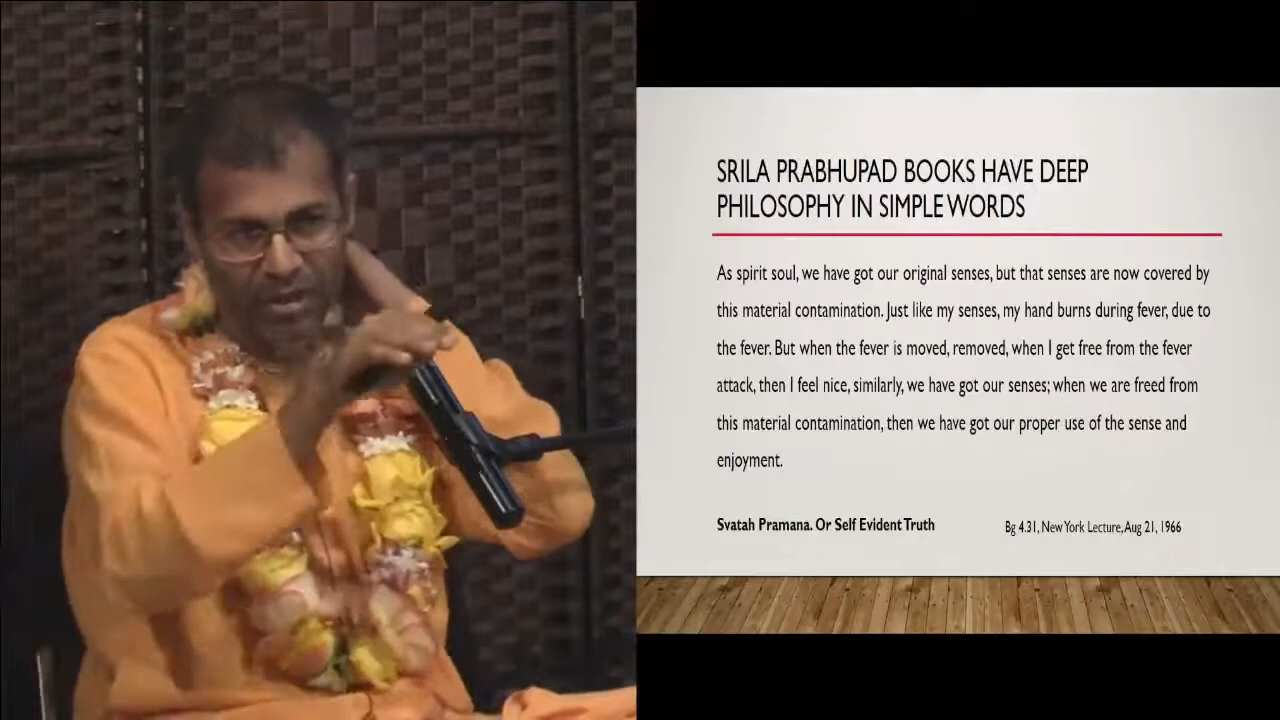 SRILA PRABHUPAD BOOKS HAVE DEEP
PHILOSOPHY IN SIMPLE WORDS
As spirit soul, we have got our original senses, but that senses are now covered by
this material contamination. Just like my senses, my hand burns during fever, due to
the fever. But when the fever is moved, removed, when I get free from the fever
attack, then I feel nice, similarly, we have got our senses; when we are freed from
this material contamination, then we have got our proper use of the sense and
enjoyment.
Svatah Pramana. Or Self Evident Truth
Bg 4.31, New York Lecture, Aug 21, 1966